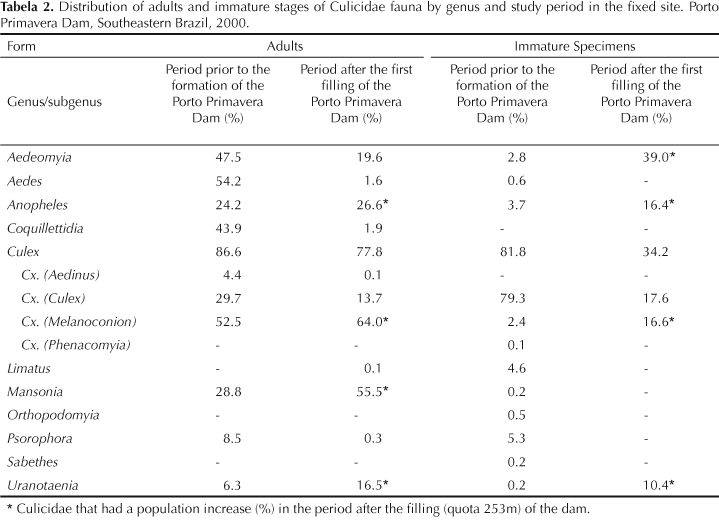 Tabela 2. Distribution of adults and immature stages of Culicidae fauna by genus and study period in the fixed site. Porto
Primavera Dam, Southeastern Brazil, 2000.
Form Adults Immature Specimens
Genus/subgenus Period prior to the formation of the Porto Primavera Dam (%) Period after the first filling of the Porto Primavera Dam (%) Period prior to the formation of the Porto Primavera Dam (%) Period after the first filling of the Porto Primavera Dam (%)
Aedeomyia 47.5 19.6 2.8 39.0*
Aedes 54.2 1.6 0.6 -
Anopheles 24.2 26.6* 3.7 16.4*
Coquillettidia 43.9 1.9 - -
Culex 86.6 77.8 81.8 34.2
Cx. (Aedinus) 4.4 0.1 - -
Cx. (Culex) 29.7 13.7 79.3 17.6
Cx. (Melanoconion) 52.5 64.0* 2.4 16.6*
Cx. (Phenacomyia) - - 0.1 -
Limatus - 0.1 4.6 -
Mansonia 28.8 55.5* 0.2 -
Orthopodomyia - - 0.5 -
Psorophora 8.5 0.3 5.3 -
Sabethes - - 0.2 -
Uranotaenia 6.3 16.5* 0.2 10.4*
* Culicidae that had a population increase (%) in the period after the filling (quota 253m) of the dam.